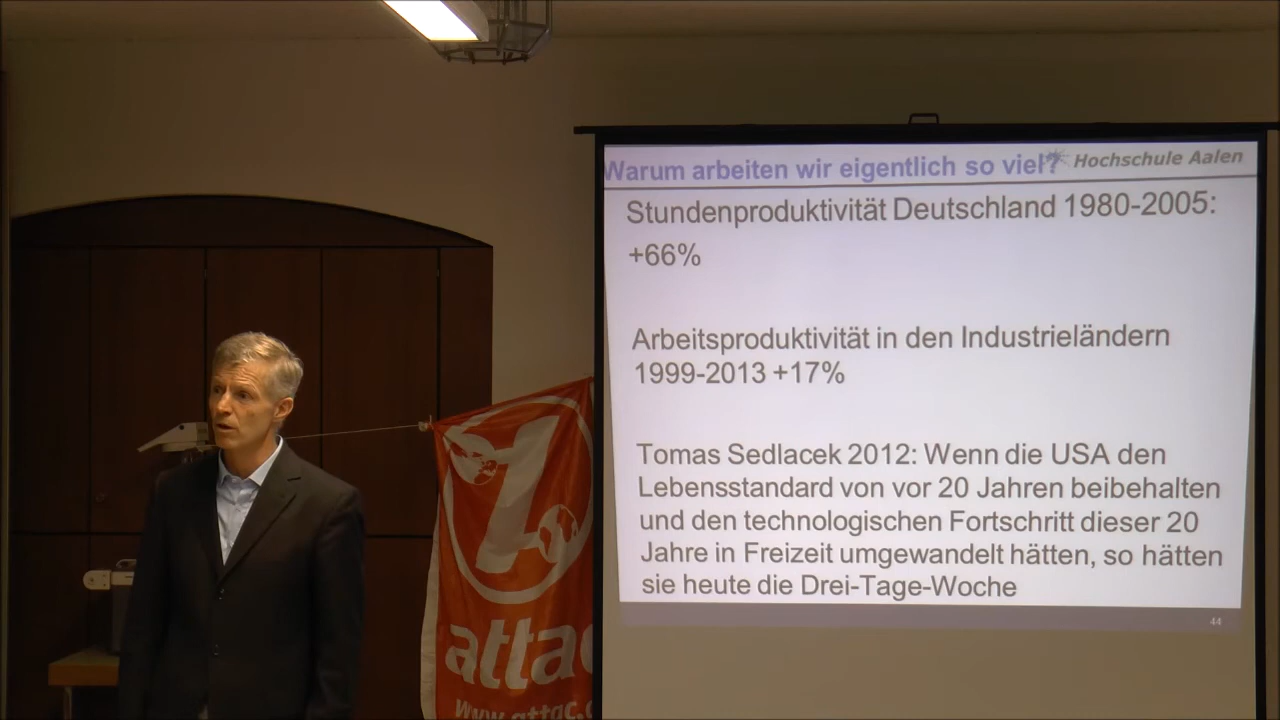 Warum arbeiten wir eigentlich so viel?
Hochschule Aalen
Stundenproduktivität Deutschland 1980-2005:
+66%
Arbeitsproduktivität in den Industrieländern
1999-2013 +17%
Tomas Sedlacek 2012: Wenn die USA den
Lebensstandard von vor 20 Jahren beibehalten
und den technologischen Fortschritt dieser 20
Jahre in Freizeit umgewandelt hätten, so hätten
sie heute die Drei-Tage-Woche
44
attac
www.attac.